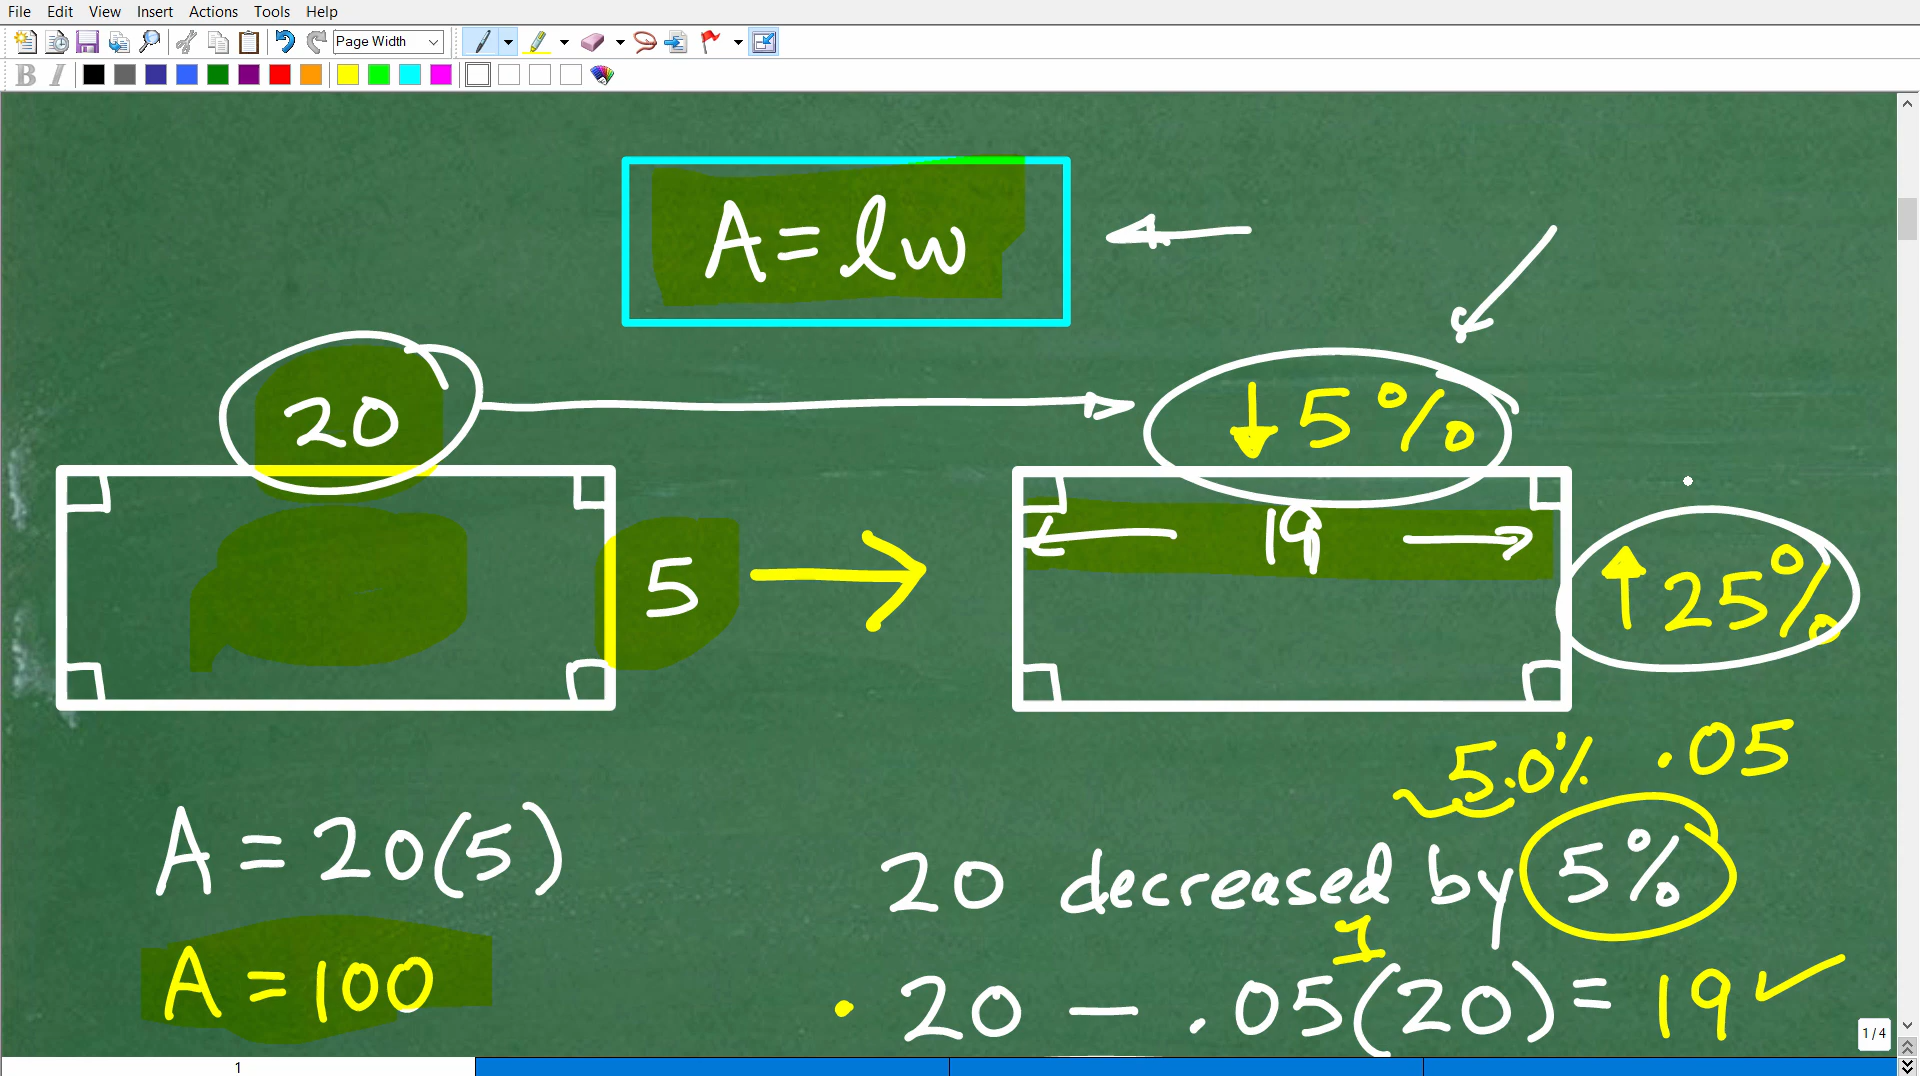 File Edit View Insert Actions Tools Help
Page Width
B I
A = lw
20
↓ 5%
19
5
↑ 25%
5.0% .05
A = 20(5)
20 decreased by 5%
1
A = 100
• 20 - .05(20) = 19 ✓
1 / 4
1